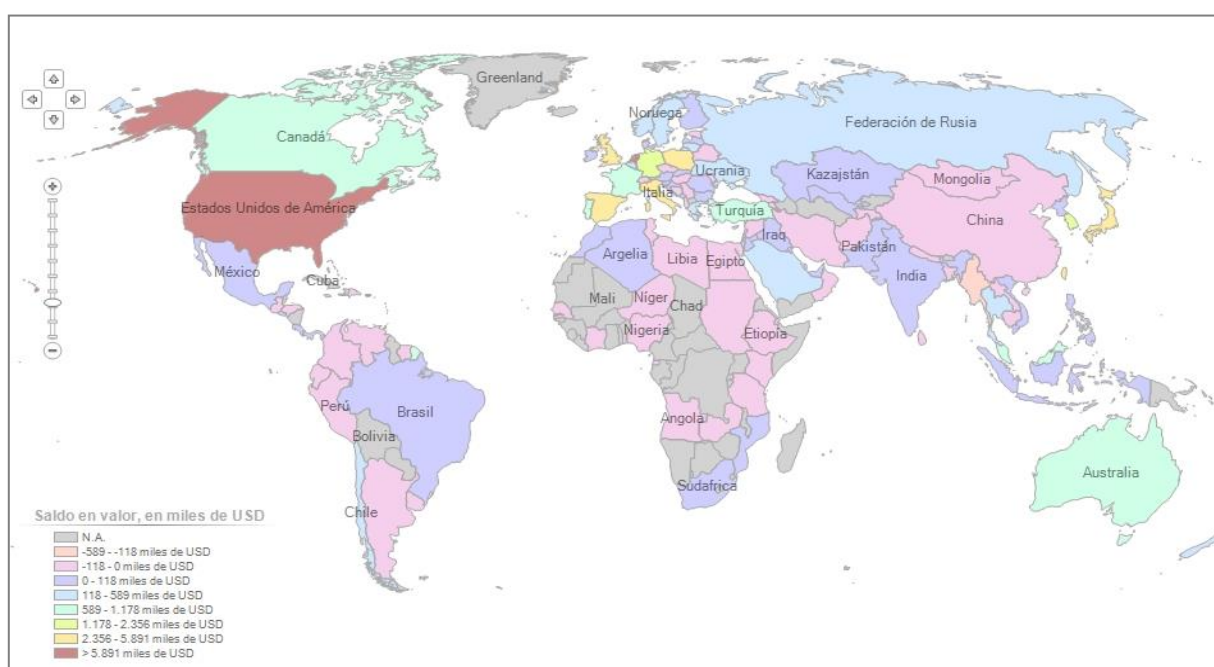 Greenland
Noruega
Federación de Rusia
Canadá
Ucrania
Kazajstán
Mongolia
Italia
Estados Unidos de América
Turquía
China
Iraq
Pakistán
Argelia
Libia
Egipto
México
India
Cuba
Mali
Níger
Chad
Nigeria
Etiopía
Perú
Brasil
Angola
Bolivia
Australia
Sudafrica
Chile
Saldo en valor, en miles de USD
N.A.
-589 - -118 miles de USD
-118 - 0 miles de USD
0 - 118 miles de USD
118 - 589 miles de USD
589 - 1.178 miles de USD
1.178 - 2.356 miles de USD
2.356 - 5.891 miles de USD
> 5.891 miles de USD